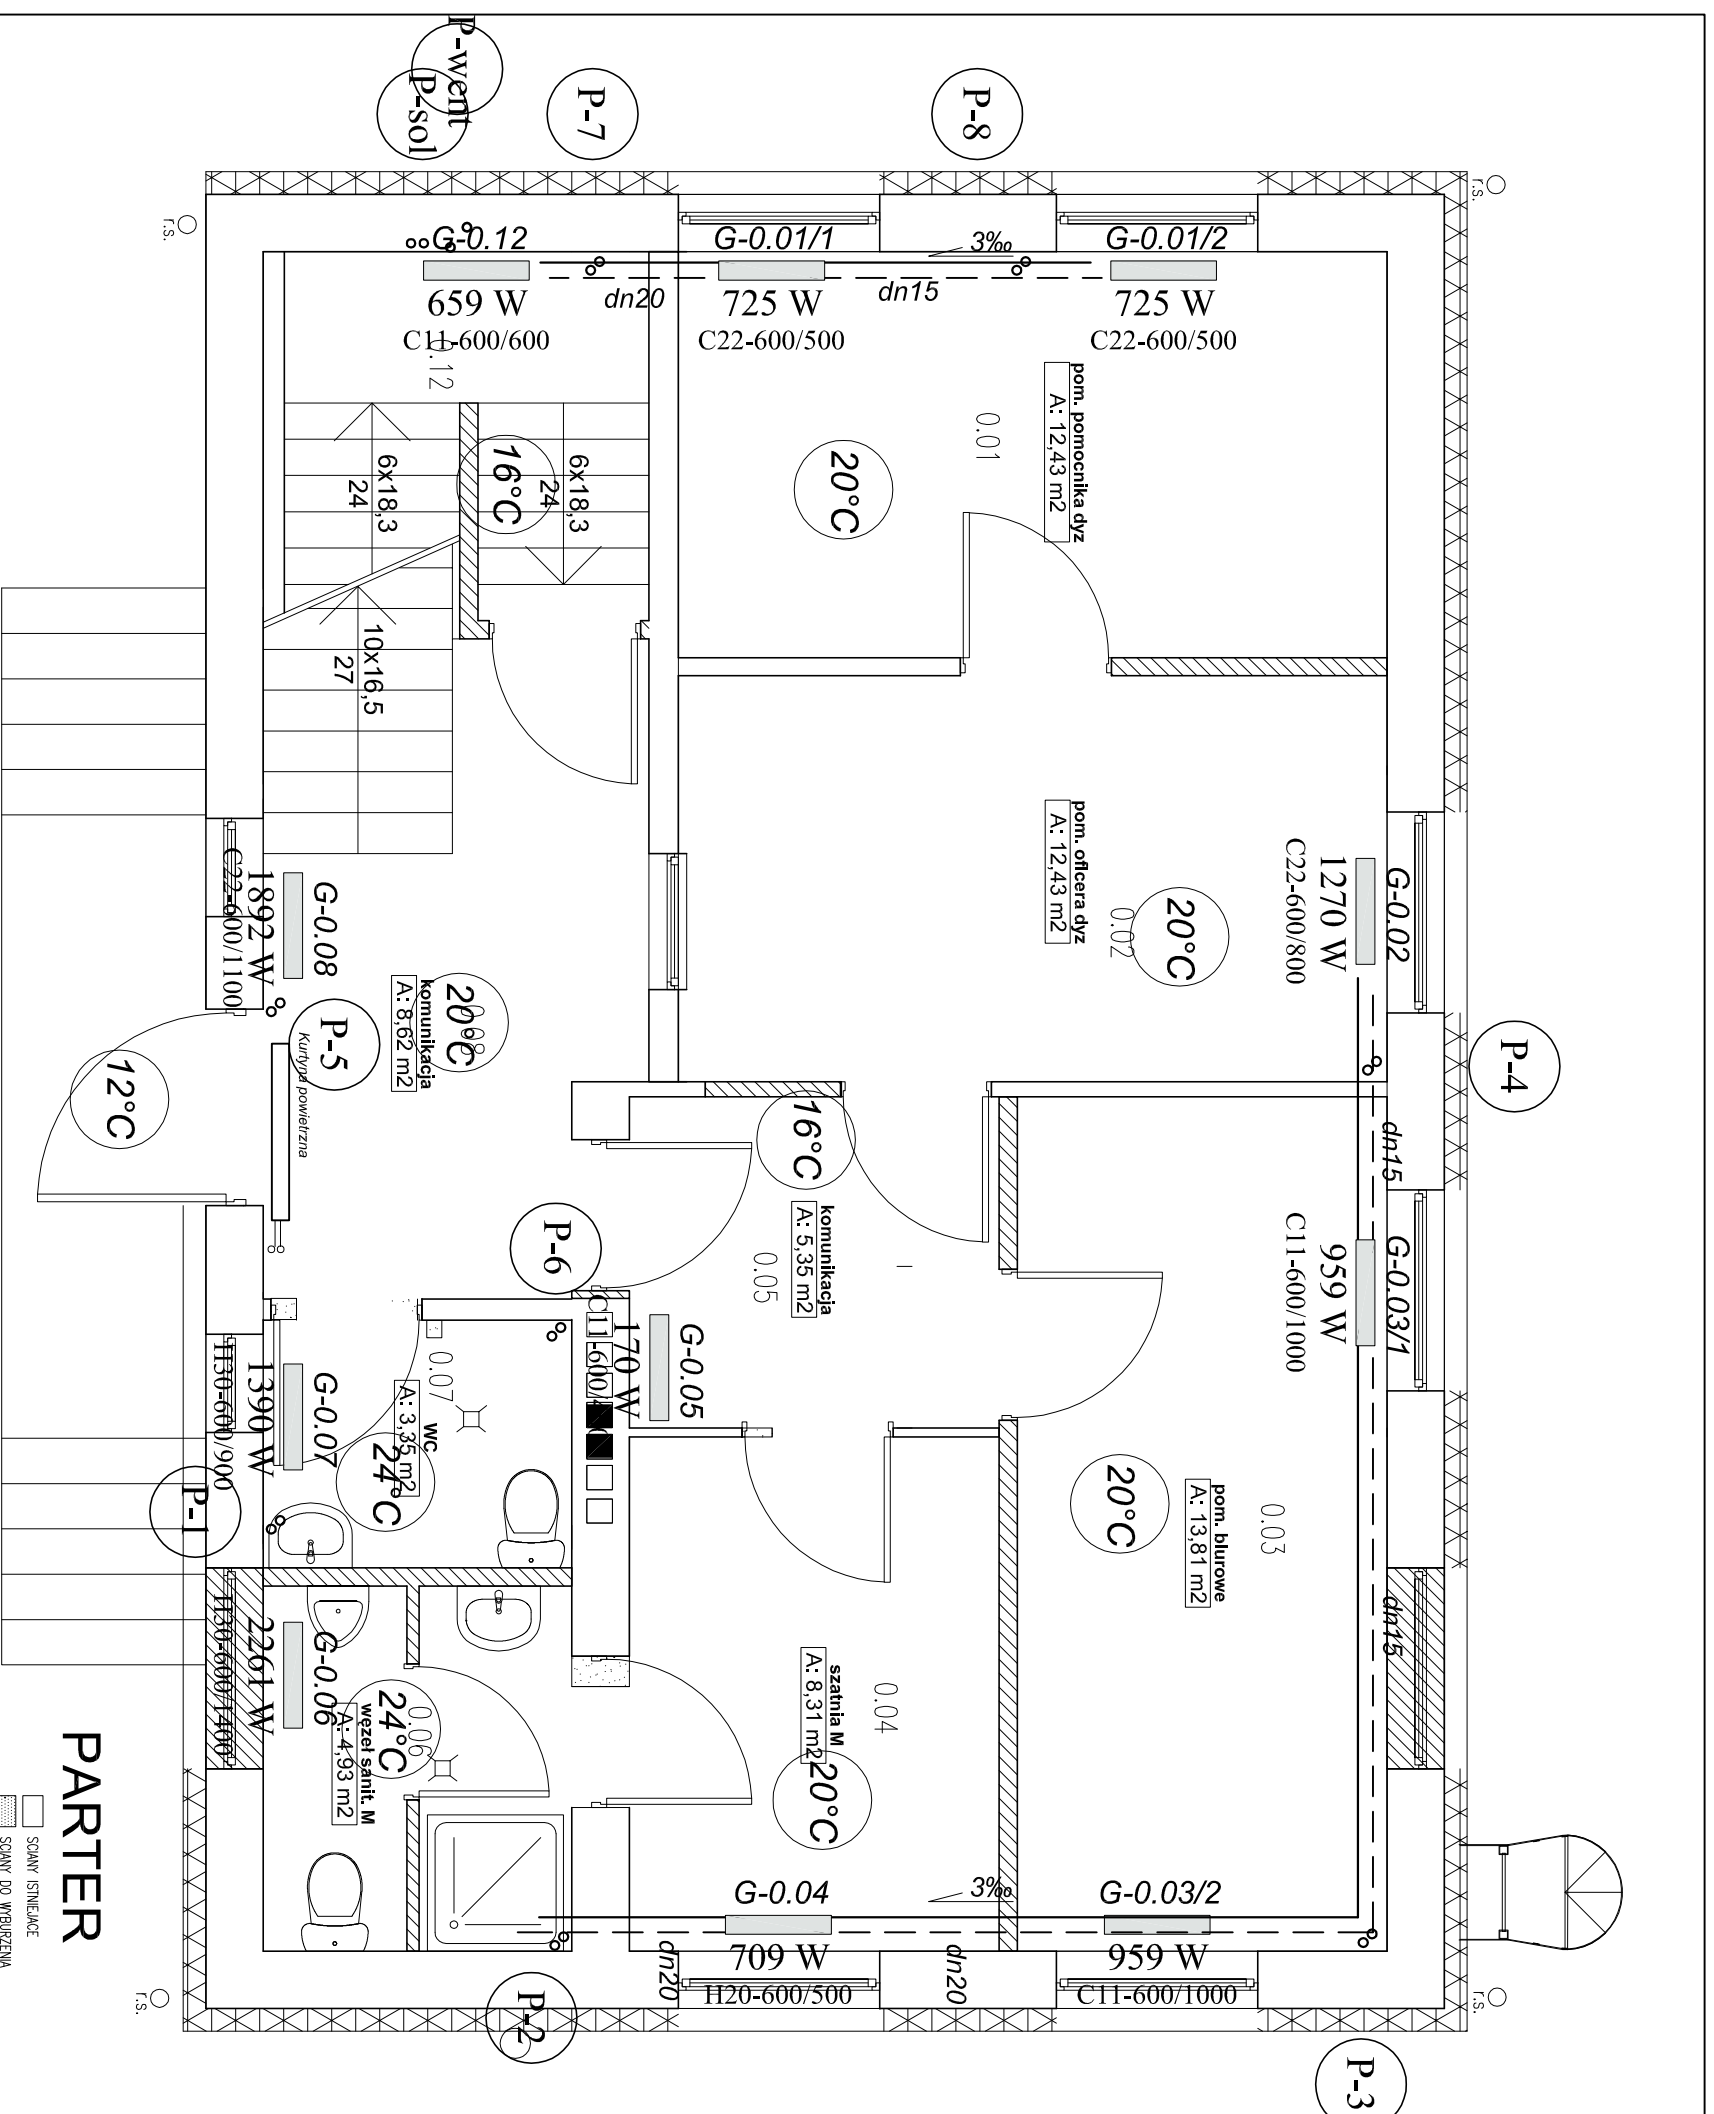 P-went
P-sol
P-7
P-8
r.s.
r.s.
G-0.12
659 W
C11-600/600
0.12
dn20
G-0.01/1
725 W
C22-600/500
dn15
3‰
G-0.01/2
725 W
C22-600/500
pom. pomocnika dyz
A: 12,43 m2
0.01
20°C
16°C
6x18,3
24
6x18,3
24
10x16,5
27
pom. oficera dyz
A: 12,43 m2
0.02
20°C
G-0.02
1270 W
C22-600/800
P-4
dn15
G-0.08
1892 W
C22-600/1100
P-5
Kurtyna powietrzna
komunikacja
A: 8,62 m2
0.08
20°C
12°C
16°C
komunikacja
A: 5,35 m2
0.05
P-6
G-0.05
170 W
G-0.03/1
959 W
C11-600/1000
dn15
pom. biurowe
A: 13,81 m2
0.03
20°C
G-0.07
1390 W
H30-600/900
P-1
0.07
WC
A: 3,35 m2
24°C
G-0.06
2261 W
H30-600/1400
węzeł sanit. M
A: 4,93 m2
0.06
24°C
szatnia M
A: 8,31 m2
0.04
20°C
G-0.04
709 W
H20-600/500
3‰
G-0.03/2
959 W
C11-600/1000
dn20
dn20
P-2
P-3
r.s.
r.s.
PARTER
SCIANY ISTNIEJACE
SCIANY DO WYBURZENIA